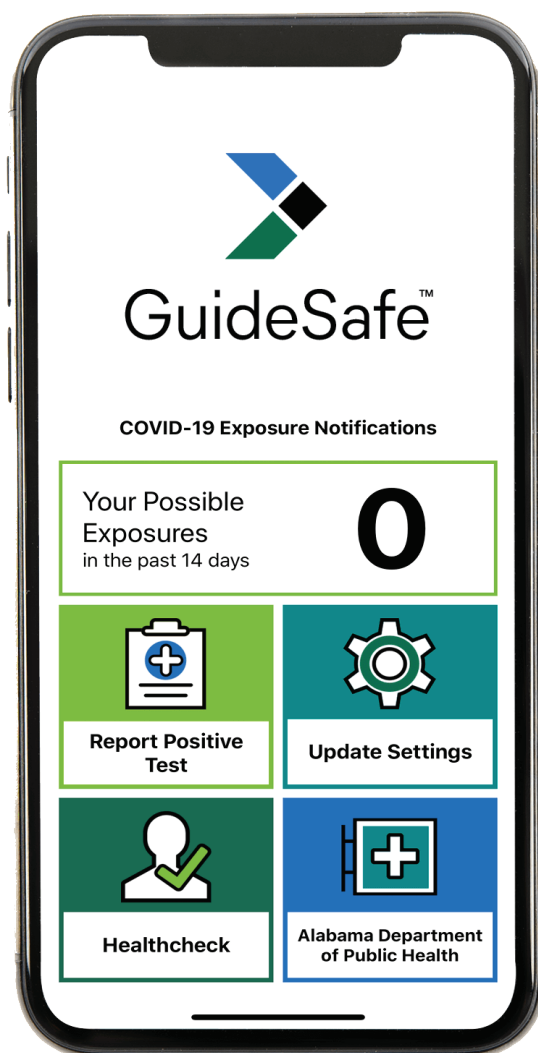 GuideSafe™
COVID-19 Exposure Notifications
Your Possible
Exposures
in the past 14 days
0
Report Positive
Test
Update Settings
Healthcheck
Alabama Department
of Public Health